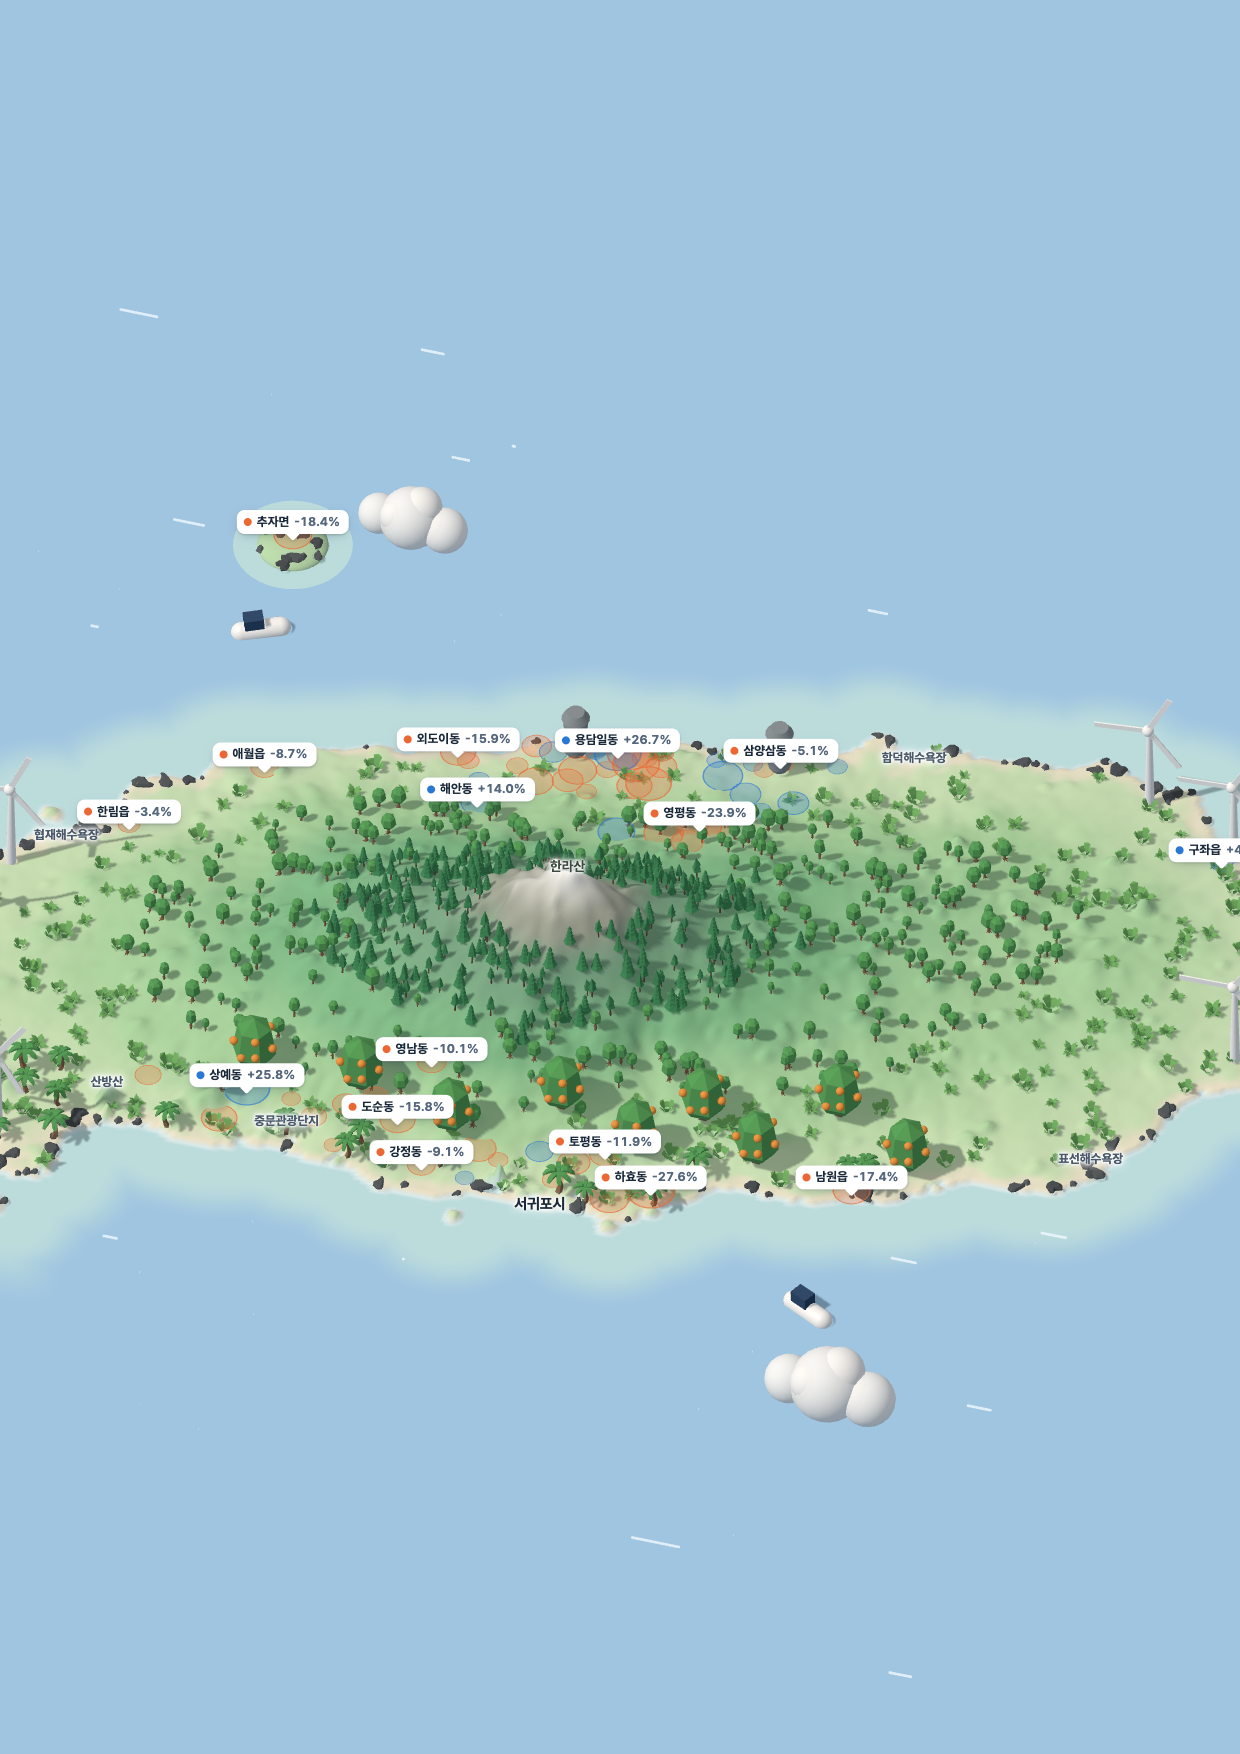 추자면 -18.4%
외도이동 -15.9%
용담일동 +26.7%
삼양삼동 -5.1%
애월읍 -8.7%
함덕해수욕장
해안동 +14.0%
한림읍 -3.4%
영평동 -23.9%
협재해수욕장
구좌읍 +4
한라산
영남동 -10.1%
상예동 +25.8%
산방산
도순동 -15.8%
중문관광단지
토평동 -11.9%
강정동 -9.1%
표선해수욕장
하효동 -27.6%
남원읍 -17.4%
서귀포시